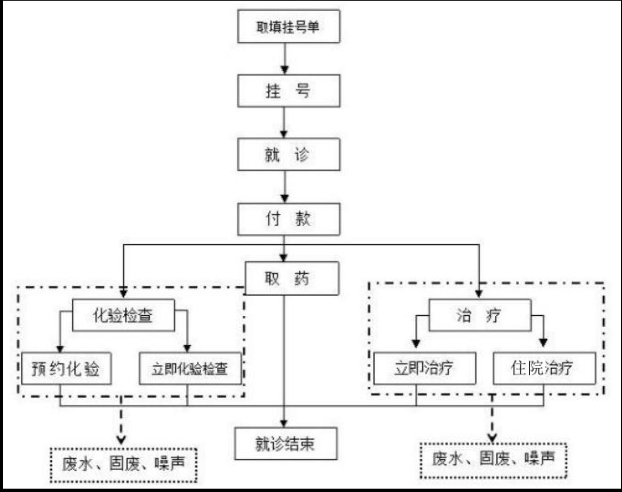 取填挂号单
挂 号
就 诊
付 款
取 药
化验检查
治 疗
预约化验
立即化验检查
立即治疗
住院治疗
就诊结束
废水、固废、噪声
废水、固废、噪声